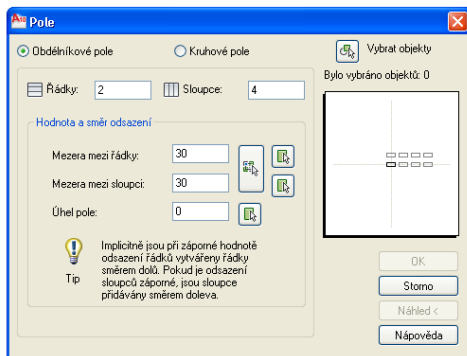 Pole
Obdélníkové pole
Kruhové pole
Vybrat objekty
Bylo vybráno objektů: 0
Řádky:
2
Sloupce:
4
Hodnota a směr odsazení
Mezera mezi řádky:
30
Mezera mezi sloupci:
30
Úhel pole:
0
Tip
Implicitně jsou při záporné hodnotě
odsazení řádků vytvářeny řádky
směrem dolů. Pokud je odsazení
sloupců záporné, jsou sloupce
přidávány směrem doleva.
OK
Storno
Náhled <
Nápověda